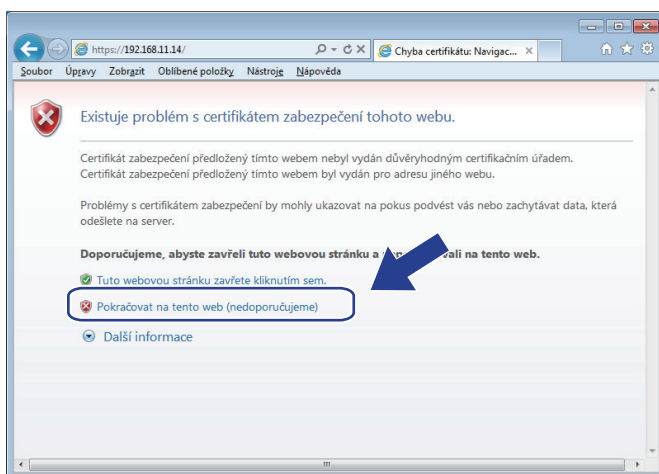 https://192.168.11.14/
Chyba certifikátu: Navigac...
Soubor Úpravy Zobrazit Oblíbené položky Nástroje Nápověda
Existuje problém s certifikátem zabezpečení tohoto webu.
Certifikát zabezpečení předložený tímto webem nebyl vydán důvěryhodným certifikačním úřadem.
Certifikát zabezpečení předložený tímto webem byl vydán pro adresu jiného webu.
Problémy s certifikátem zabezpečení by mohly ukazovat na pokus podvést vás nebo zachytávat data, která
odešlete na server.
Doporučujeme, abyste zavřeli tuto webovou stránku a na tento web.
Tuto webovou stránku zavřete kliknutím sem.
Pokračovat na tento web (nedoporučujeme)
Další informace